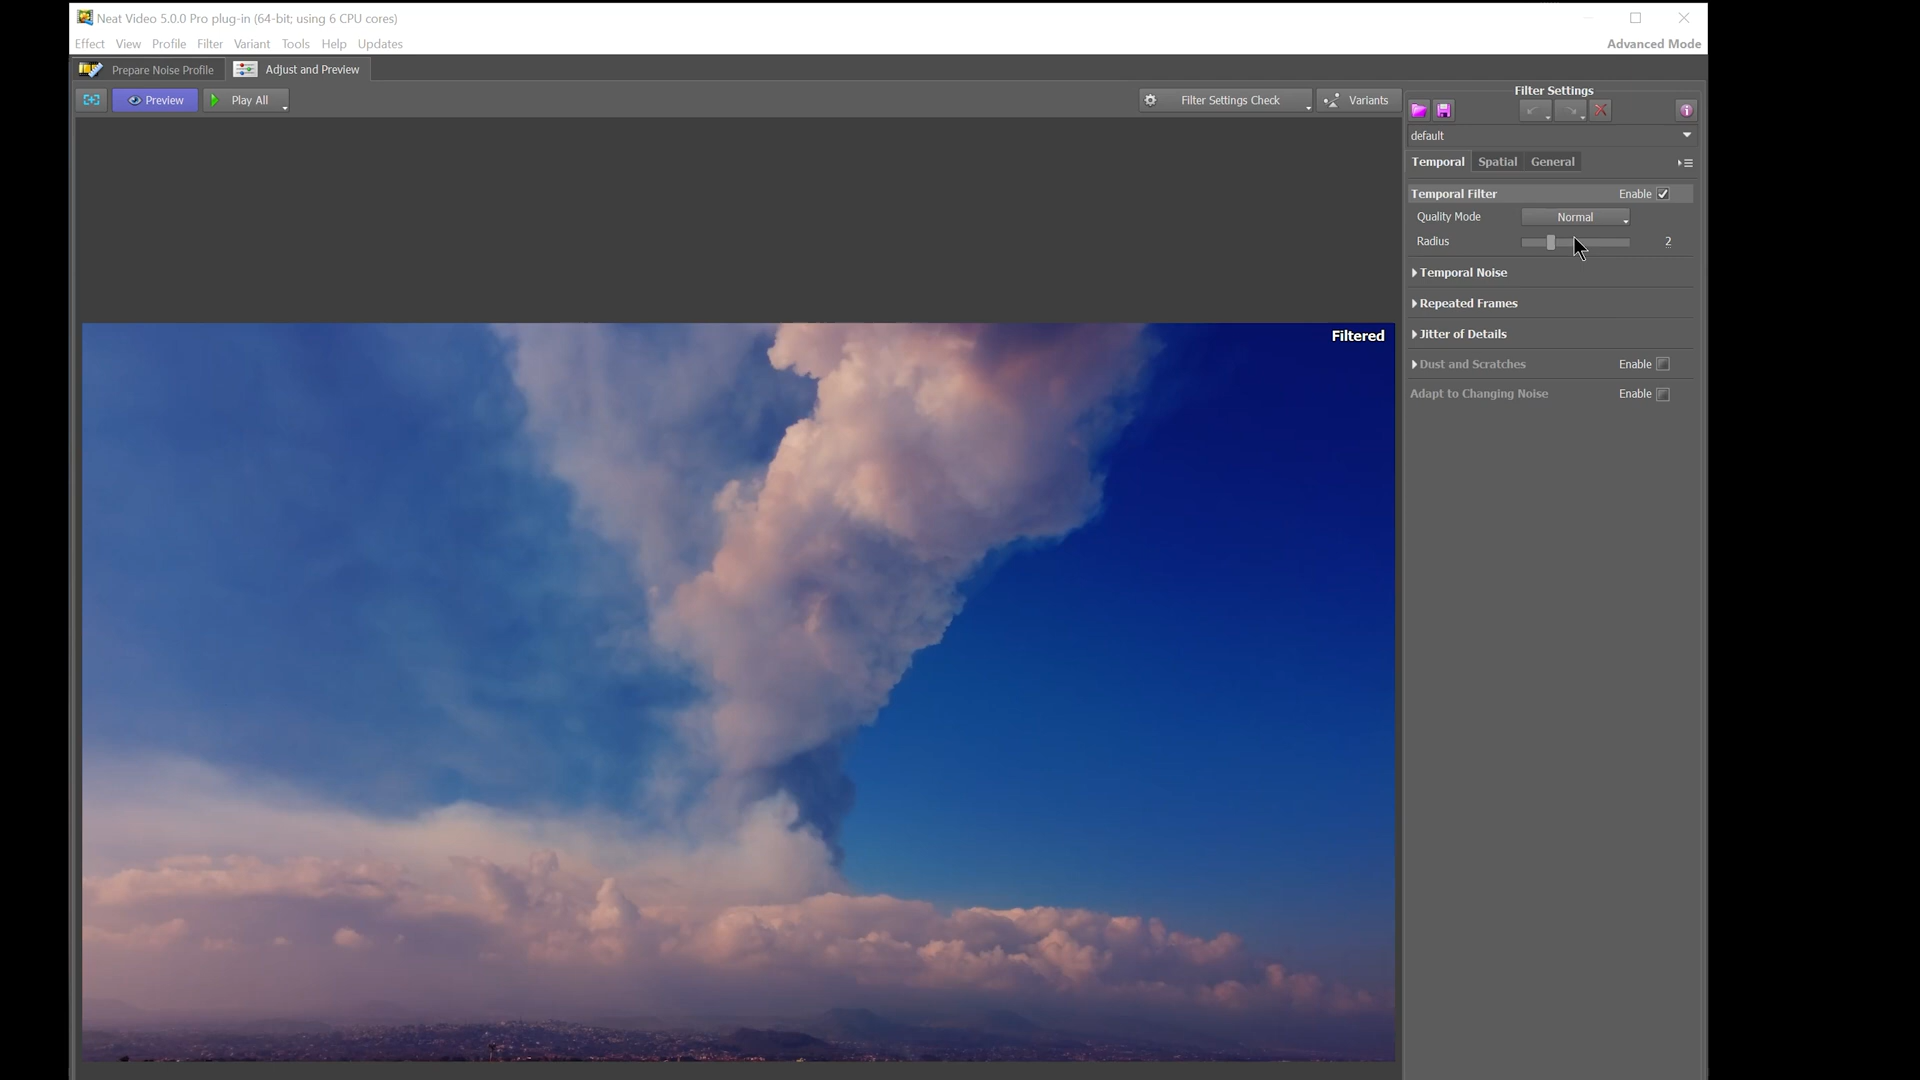 Neat Video 5.0.0 Pro plug-in (64-bit; using 6 CPU cores)
Effect View Profile Filter Variant Tools Help Updates Advanced Mode
Prepare Noise Profile Adjust and Preview
Preview Play All Filter Settings Check Variants
Filter Settings
default
Temporal Spatial General
Temporal Filter Enable
Quality Mode Normal
Radius 2
Temporal Noise
Repeated Frames
Jitter of Details
Dust and Scratches Enable
Adapt to Changing Noise Enable
Filtered